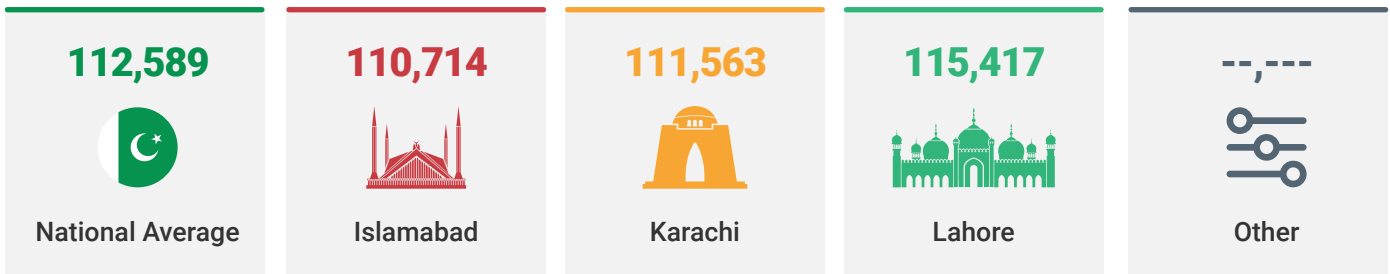 112,589
National Average
110,714
Islamabad
111,563
Karachi
115,417
Lahore
--,---
Other